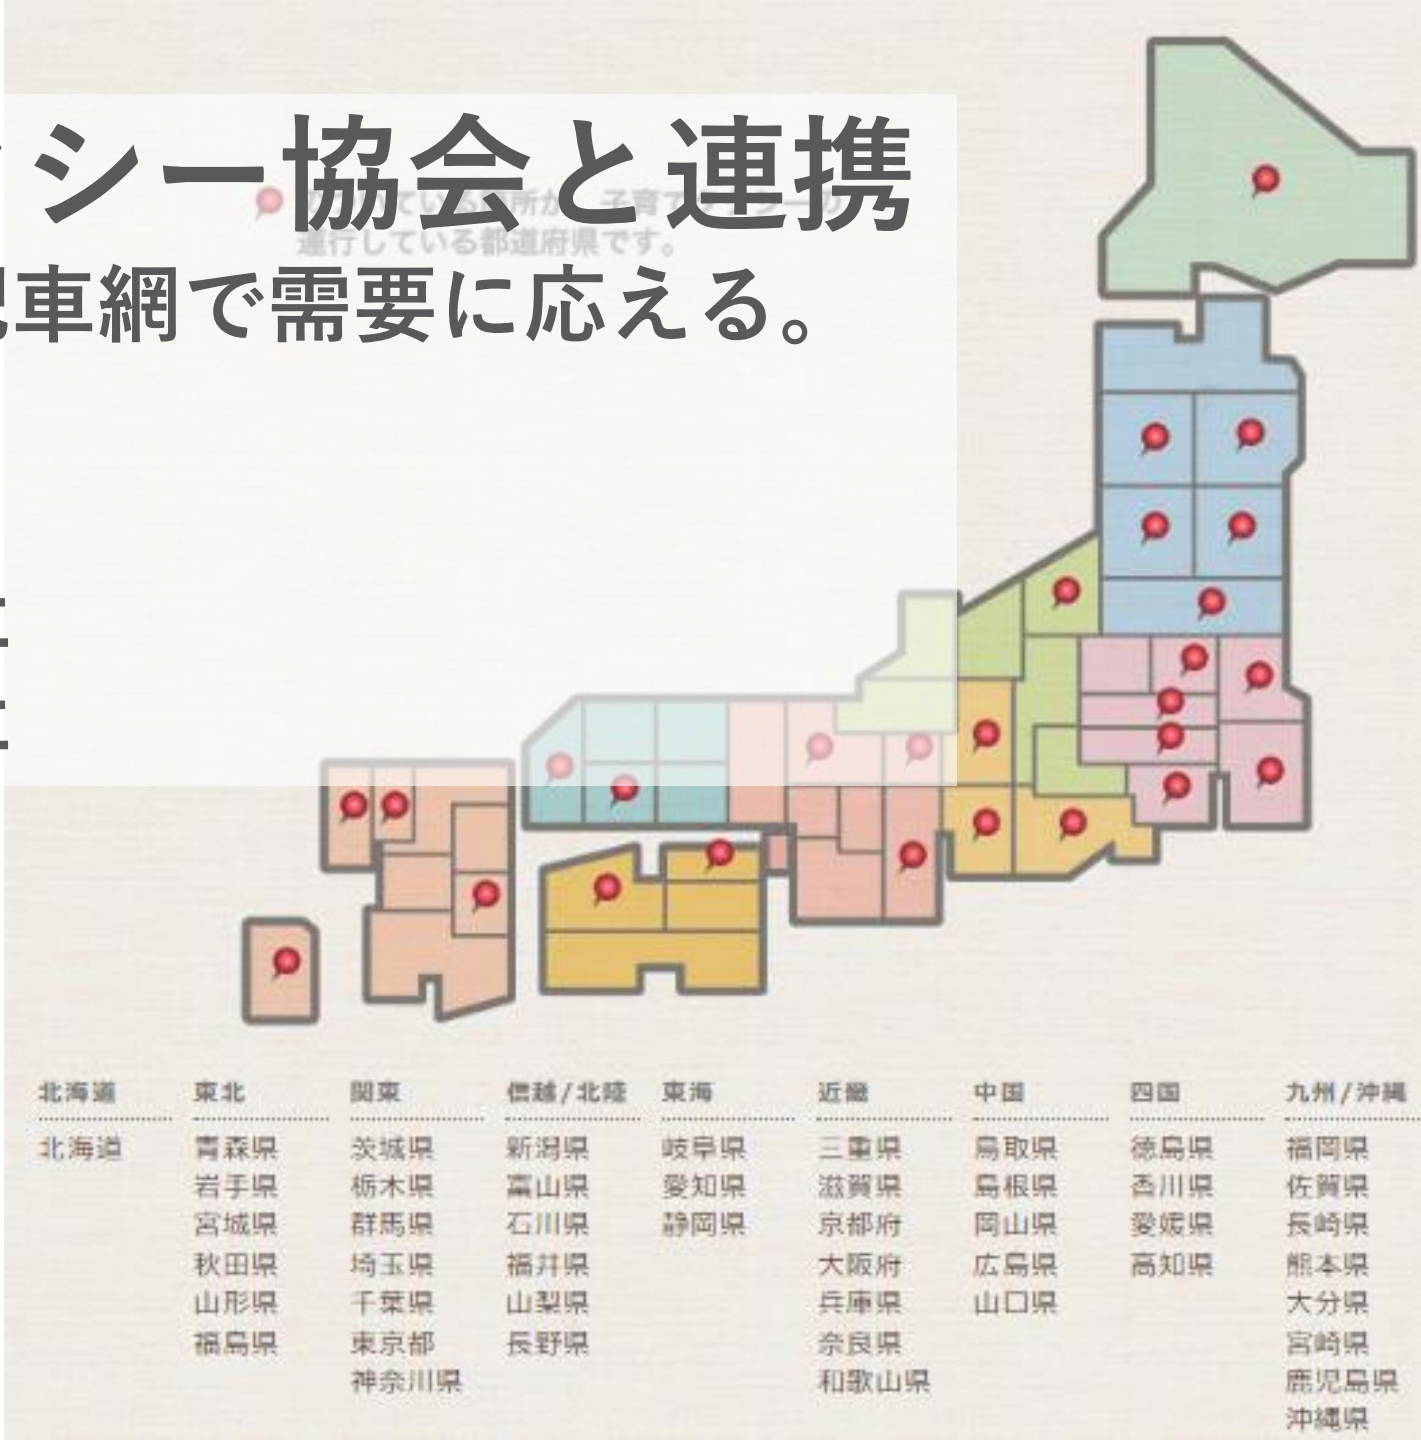 シー協会と連携
ている 所が 子育て
運行している都道府県です。
車網で需要に応える。
北海道
北海道
東北
青森県
岩手県
宮城県
秋田県
山形県
福島県
関東
茨城県
栃木県
群馬県
埼玉県
千葉県
東京都
神奈川県
信越/北陸
新潟県
富山県
石川県
福井県
山梨県
長野県
東海
岐阜県
愛知県
静岡県
近畿
三重県
滋賀県
京都府
大阪府
兵庫県
奈良県
和歌山県
中国
鳥取県
島根県
岡山県
広島県
山口県
四国
徳島県
香川県
愛媛県
高知県
九州/沖縄
福岡県
佐賀県
長崎県
熊本県
大分県
宮崎県
鹿児島県
沖縄県